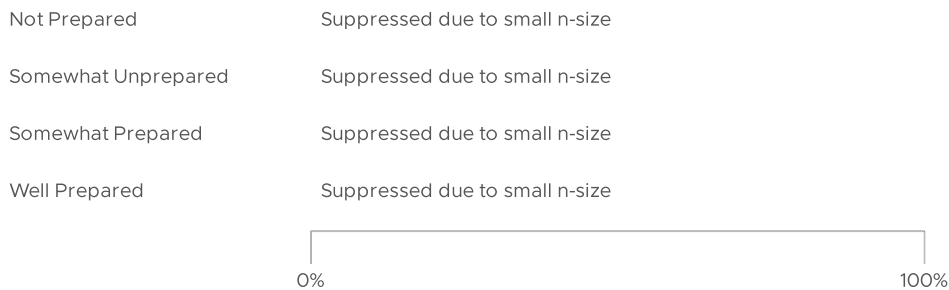 Not Prepared Suppressed due to small n-size
Somewhat Unprepared Suppressed due to small n-size
Somewhat Prepared Suppressed due to small n-size
Well Prepared Suppressed due to small n-size
0% 100%